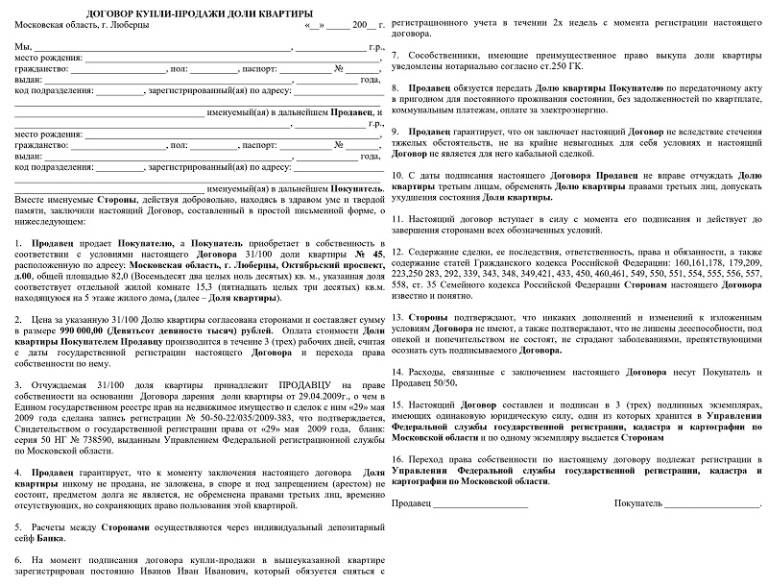 ДОГОВОР КУПЛИ-ПРОДАЖИ ДОЛИ КВАРТИРЫ
Московская область, г. Люберцы «__» _____ 200__ г.
Мы, ____________________, ____________ г.р.,
место рождения: ____________________
гражданство: __________, пол: _______, паспорт: _______ № _______,
выдан: ____________________, ____________ года,
код подразделения: __________, зарегистрированный по адресу: ____________________
____________________
____________________ именуемый(ая) в дальнейшем Продавец, и
____________________, ____________ г.р.,
место рождения: ____________________
гражданство: __________, пол: _______, паспорт: _______ № _______,
выдан: ____________________, ____________ года,
код подразделения: __________, зарегистрированный по адресу: ____________________
____________________
____________________ именуемый(ая) в дальнейшем Покупатель.
Вместе именуемые Стороны, действуя добровольно, находясь в здравом уме и твердой
памяти, заключили настоящий Договор, составленный в простой письменной форме, о
нижеследующем:
1. Продавец продает Покупателю, а Покупатель приобретает в собственность в
соответствии с условиями настоящего Договора 31/100 доли квартиры № 45,
расположенную по адресу: Московская область, г. Люберцы, Октябрьский проспект,
д.00, общей площадью 82,0 (Восемьдесят два целых ноль десятых) кв. м., указанная доля
соответствует отдельной жилой комнате 15,3 (пятнадцать целых три десятых) кв.м.
находящуюся на 5 этаже жилого дома, (далее – Доля квартиры).
2. Цена за указанную 31/100 Долю квартиры согласована сторонами и составляет сумму
в размере 990 000,00 (Девятьсот девяносто тысяч) рублей. Оплата стоимости Доли
квартиры Покупателем Продавцу производится в течение 3 (трех) рабочих дней, считая
с даты государственной регистрации настоящего Договора и перехода права
собственности по нему.
3. Отчуждаемая 31/100 доля квартиры принадлежит ПРОДАВЦУ на праве
собственности на основании Договора дарения доли квартиры от 29.04.2009г., о чем в
Едином государственном реестре прав на недвижимое имущество и сделок с ним «29» мая
2009 года сделана запись регистрации № 50-50-22/035/2009-383, что подтверждается,
Свидетельством о государственной регистрации права от «29» мая 2009 года, бланк:
серия 50 НГ № 738590, выданным Управлением Федеральной регистрационной службы
по Московской области.
4. Продавец гарантирует, что к моменту заключения настоящего договора Доля
квартиры никому не продана, не заложена, в споре и под запрещением (арестом) не
состоит, предметом долга не является, не обременена правами третьих лиц, временно
отсутствующих, но сохраняющих право пользования этой квартирой.
5. Расчеты между Сторонами осуществляются через индивидуальный депозитарный
сейф Банка.
6. На момент подписания договора купли-продажи в вышеуказанной квартире
зарегистрирован постоянно Иванов Иван Иванович, который обязуется сняться с
регистрационного учета в течении 2х недель с момента регистрации настоящего
договора.
7. Сособственники, имеющие преимущественное право выкупа доли квартиры
уведомлены нотариально согласно ст.250 ГК.
8. Продавец обязуется передать Долю квартиры Покупателю по передаточному акту
в пригодном для постоянного проживания состоянии, без задолженностей по квартплате,
коммунальным платежам, оплате за электроэнергию.
9. Продавец гарантирует, что он заключает настоящий Договор не вследствие стечения
тяжелых обстоятельств, не на крайне невыгодных для себя условиях и настоящий
Договор не является для него кабальной сделкой.
10. С даты подписания настоящего Договора Продавец не вправе отчуждать Долю
квартиры третьим лицам, обременять Долю квартиры правами третьих лиц, допускать
ухудшения состояния Доли квартиры.
11. Настоящий договор вступает в силу с момента его подписания и действует до
завершения сторонами всех обозначенных условий.
12. Содержание сделки, ее последствия, ответственность, права и обязанности, а также
содержание статей Гражданского кодекса Российской Федерации: 160,161,178, 179,209,
223,250 283, 292, 339, 343, 348, 349,421, 433, 450, 460,461, 549, 550, 551, 554, 555, 556, 557,
558, ст. 35 Семейного кодекса Российской Федерации Сторонам настоящего Договора
известно и понятно.
13. Стороны подтверждают, что никаких дополнений и изменений к изложенным
условиям Договора не имеют, а также подтверждают, что не лишены дееспособности, под
опекой и попечительством не состоят, не страдают заболеваниями, препятствующими
осознать суть подписываемого Договора.
14. Расходы, связанные с заключением настоящего Договора несут Покупатель и
Продавец 50/50.
15. Настоящий Договор составлен и подписан в 3 (трех) подлинных экземплярах,
имеющих одинаковую юридическую силу, один из которых хранится в Управлении
Федеральной службы государственной регистрации, кадастра и картографии по
Московской области и по одному экземпляру выдается Сторонам
16. Переход права собственности по настоящему договору подлежат регистрации в
Управлении Федеральной службы государственной регистрации, кадастра и
картографии по Московской области.
Продавец ____________________ Покупатель ____________________.